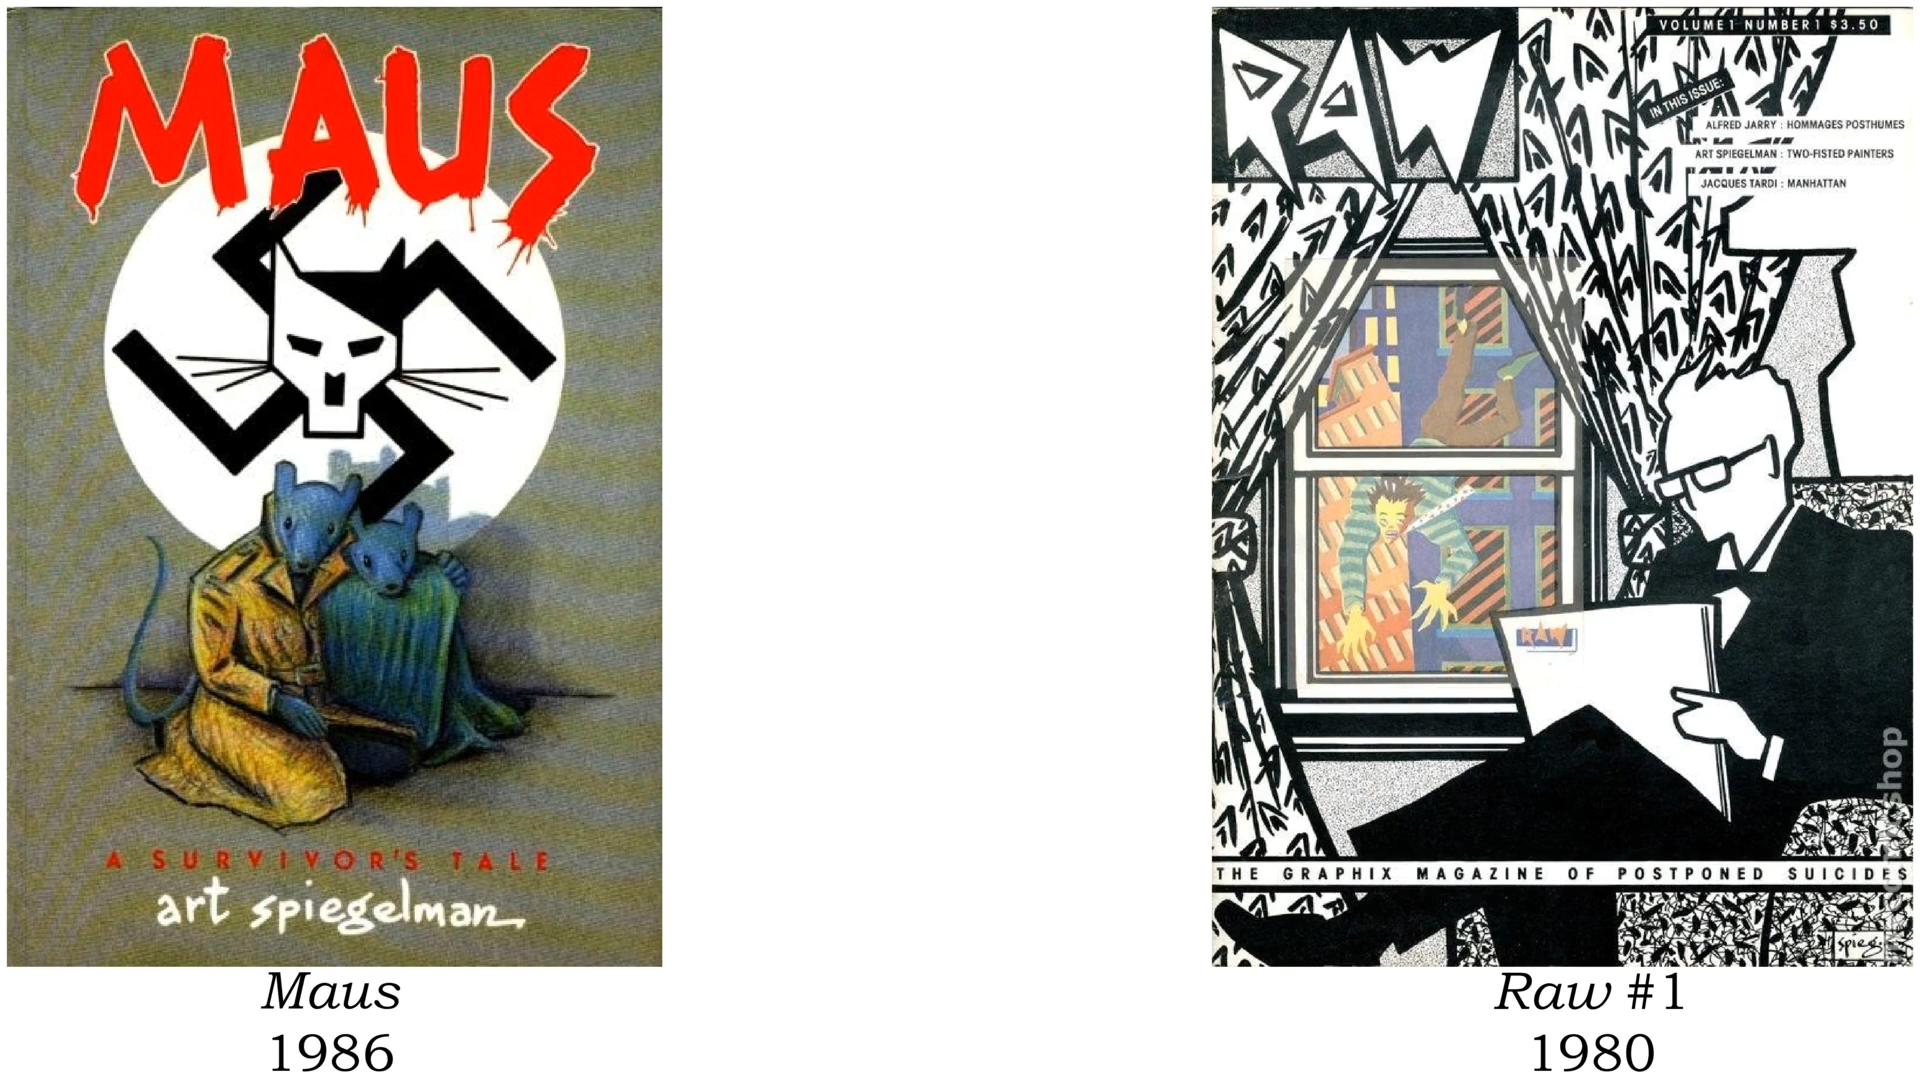 MAUS
A SURVIVOR'S TALE
art spiegelman
Maus
1986
RAW
VOLUME 1 NUMBER 1 $3.50
IN THIS ISSUE:
ALFRED JARRY : HOMMAGES POSTHUMES
ART SPIEGELMAN : TWO-FISTED PAINTERS
JACQUES TARDI : MANHATTAN
RAW
THE GRAPHIX MAGAZINE OF POSTPONED SUICIDES
Raw #1
1980